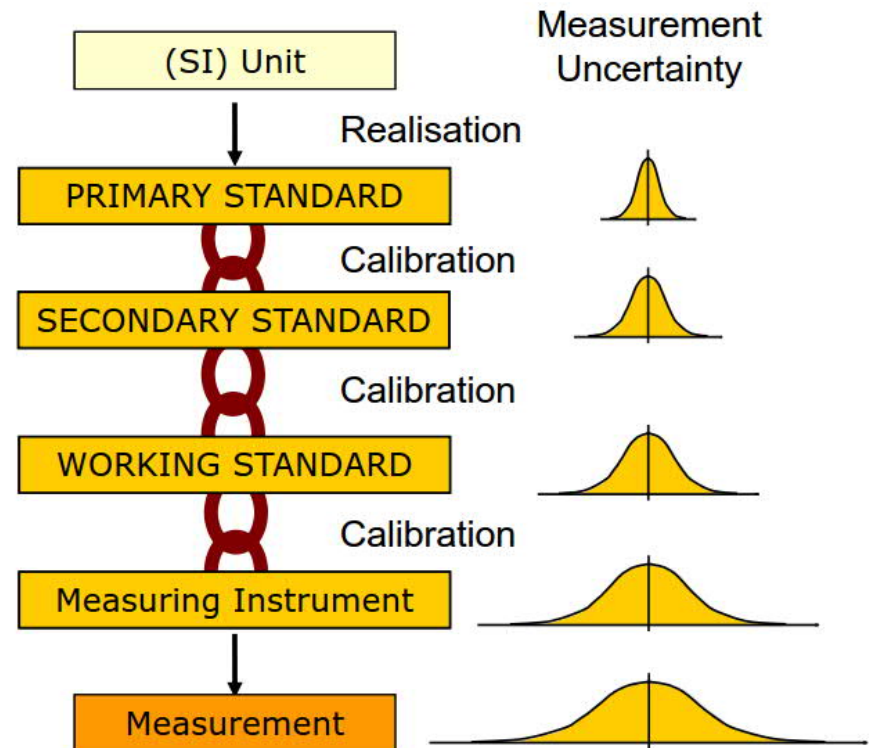 Measurement
Uncertainty
(SI) Unit
Realisation
PRIMARY STANDARD
Calibration
SECONDARY STANDARD
Calibration
WORKING STANDARD
Calibration
Measuring Instrument
Measurement